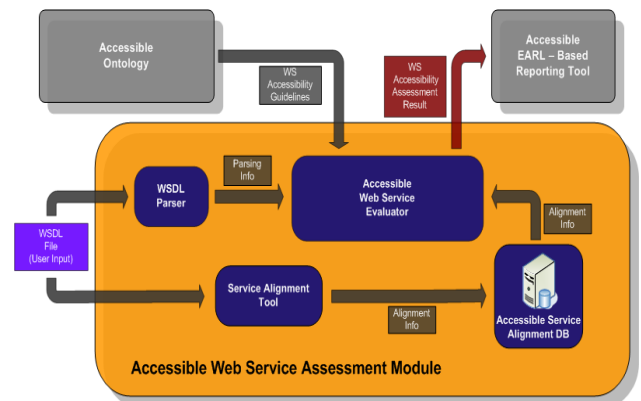 Accessible
Ontology
WS
Accessibility
Guidelines
WS
Accessibility
Assessment
Result
Accessible
EARL – Based
Reporting Tool
WSDL
Parser
Parsing
Info
Accessible
Web Service
Evaluator
WSDL
File
(User Input)
Alignment
Info
Service Alignment
Tool
Alignment
Info
Accessible Service
Alignment DB
Accessible Web Service Assessment Module